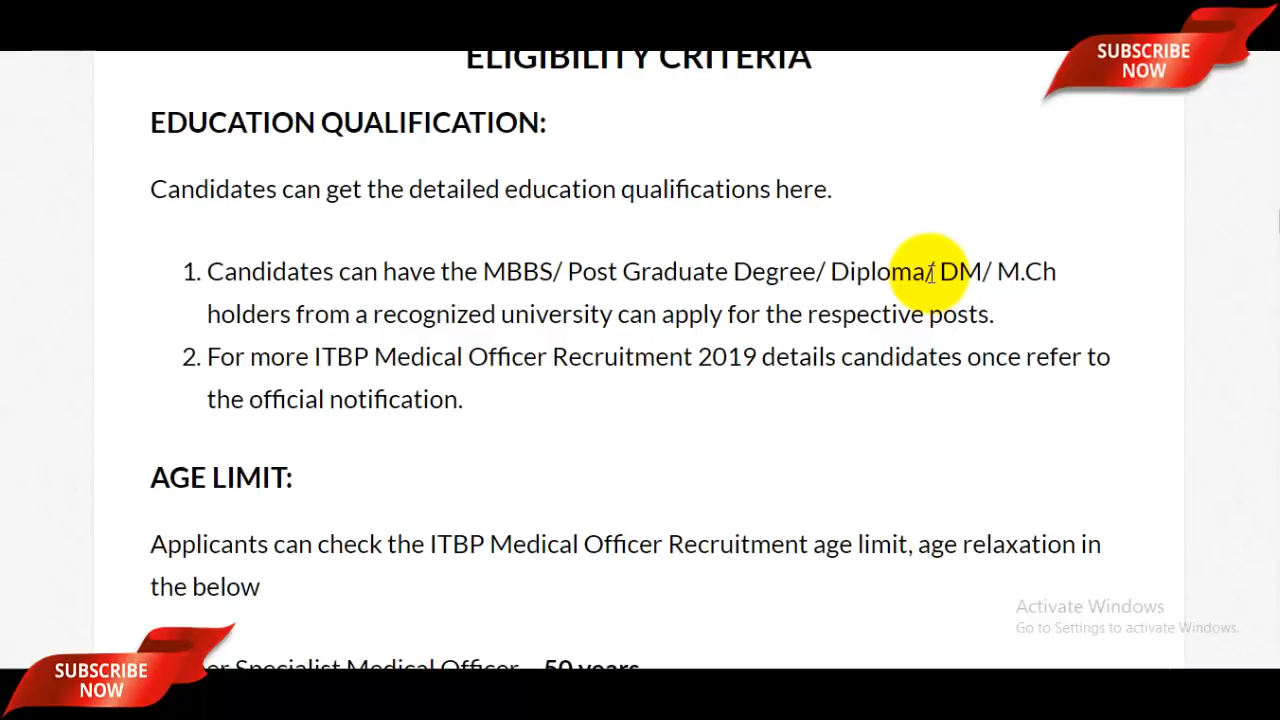 ELIGIBILITY CRITERIA
SUBSCRIBE
NOW
EDUCATION QUALIFICATION:
Candidates can get the detailed education qualifications here.
1. Candidates can have the MBBS/ Post Graduate Degree/ Diploma/ DM/ M.Ch
holders from a recognized university can apply for the respective posts.
2. For more ITBP Medical Officer Recruitment 2019 details candidates once refer to
the official notification.
AGE LIMIT:
Applicants can check the ITBP Medical Officer Recruitment age limit, age relaxation in
the below
Activate Windows
Go to Settings to activate Windows.
Specialist Medical Officer – 50 years
SUBSCRIBE
NOW